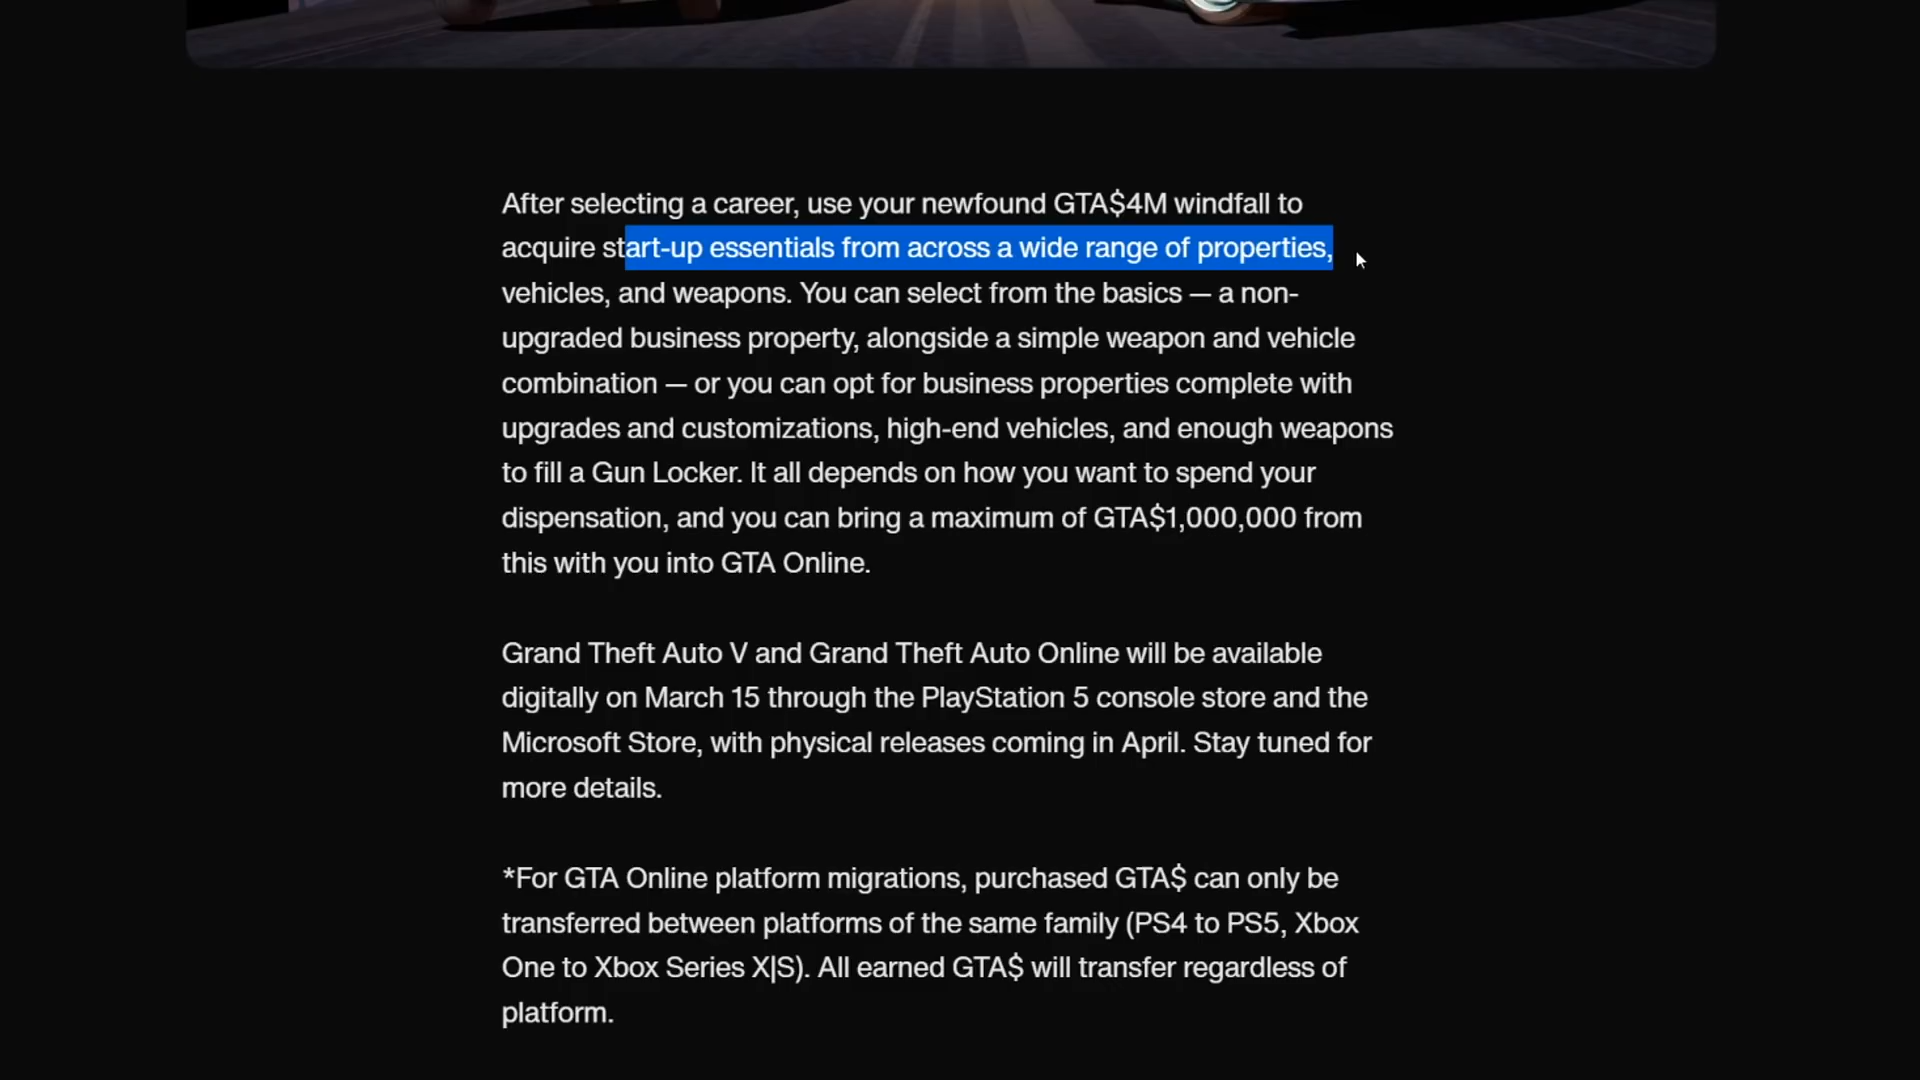 After selecting a career, use your newfound GTA$4M windfall to
acquire start-up essentials from across a wide range of properties,
vehicles, and weapons. You can select from the basics — a non-
upgraded business property, alongside a simple weapon and vehicle
combination — or you can opt for business properties complete with
upgrades and customizations, high-end vehicles, and enough weapons
to fill a Gun Locker. It all depends on how you want to spend your
dispensation, and you can bring a maximum of GTA$1,000,000 from
this with you into GTA Online.
Grand Theft Auto V and Grand Theft Auto Online will be available
digitally on March 15 through the PlayStation 5 console store and the
Microsoft Store, with physical releases coming in April. Stay tuned for
more details.
*For GTA Online platform migrations, purchased GTA$ can only be
transferred between platforms of the same family (PS4 to PS5, Xbox
One to Xbox Series X|S). All earned GTA$ will transfer regardless of
platform.